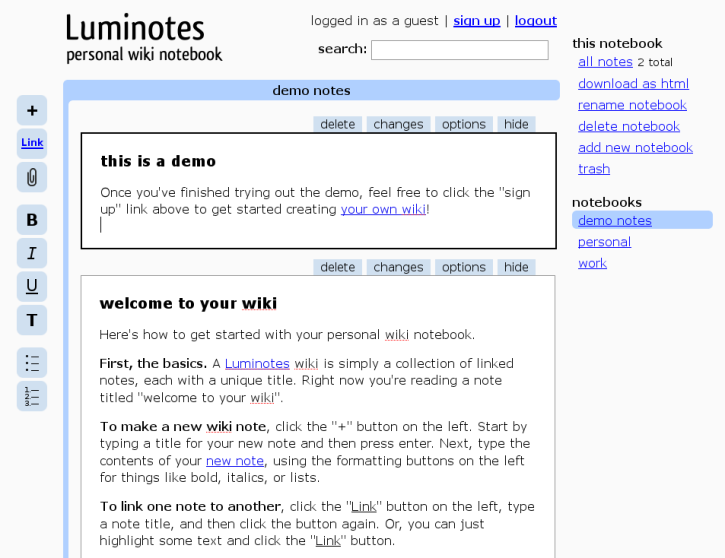 Luminotes
personal wiki notebook
logged in as a guest | sign up | logout
search:
this notebook
all notes 2 total
download as html
rename notebook
delete notebook
add new notebook
trash
notebooks
demo notes
personal
work
+
Link
B
I
U
T
1
2
3
demo notes
delete changes options hide
this is a demo
Once you've finished trying out the demo, feel free to click the "sign
up" link above to get started creating your own wiki!
delete changes options hide
welcome to your wiki
Here's how to get started with your personal wiki notebook.
First, the basics. A Luminotes wiki is simply a collection of linked
notes, each with a unique title. Right now you're reading a note
titled "welcome to your wiki".
To make a new wiki note, click the "+" button on the left. Start by
typing a title for your new note and then press enter. Next, type the
contents of your new note, using the formatting buttons on the left
for things like bold, italics, or lists.
To link one note to another, click the "Link" button on the left, type
a note title, and then click the button again. Or, you can just
highlight some text and click the "Link" button.